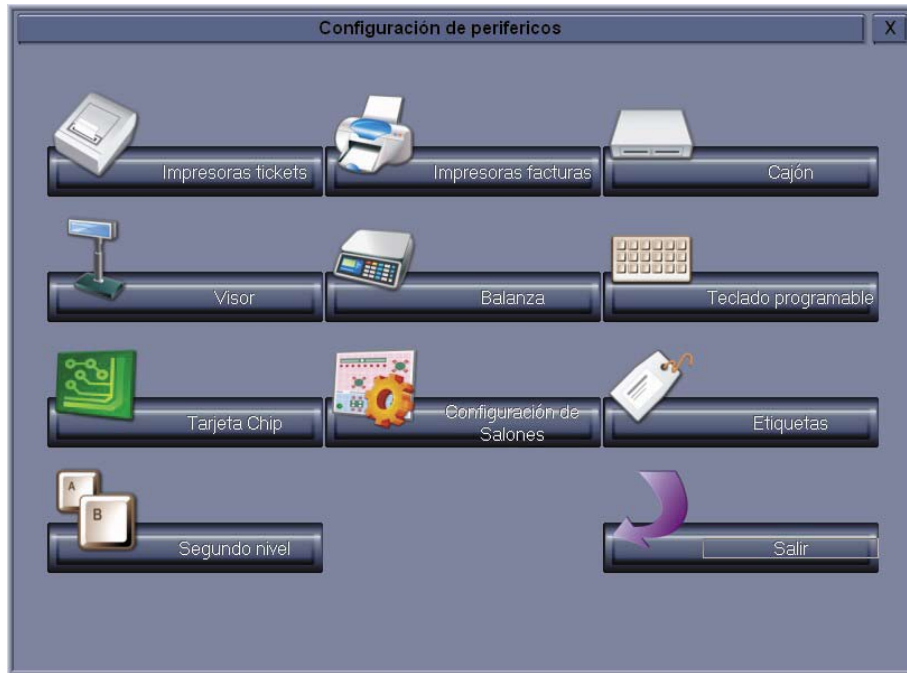 Configuración de perifericos
X
Impresoras tickets
Impresoras facturas
Cajón
Visor
Balanza
Teclado programable
Tarjeta Chip
Configuración de
Salones
Etiquetas
A
B
Segundo nivel
Salir